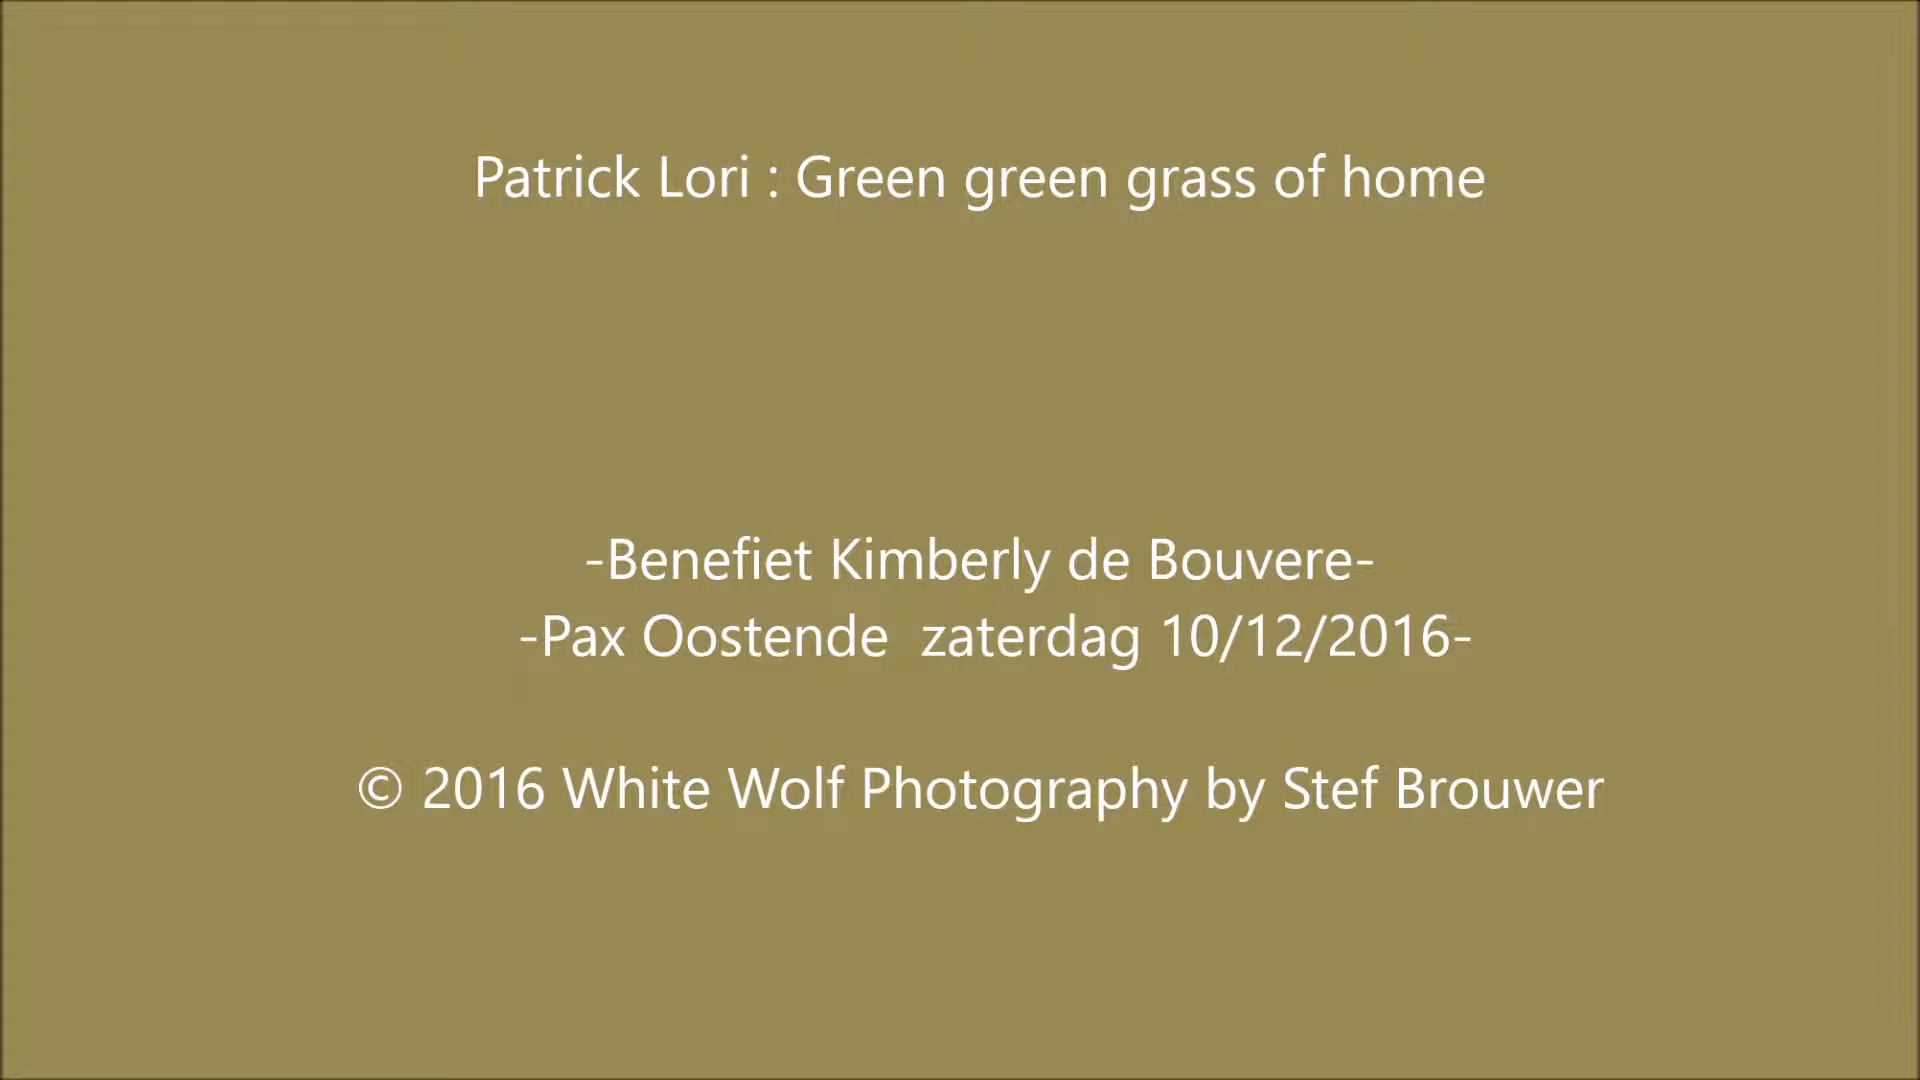 Patrick Lori : Green green grass of home
-Benefiet Kimberly de Bouvere-
-Pax Oostende  zaterdag 10/12/2016-
© 2016 White Wolf Photography by Stef Brouwer